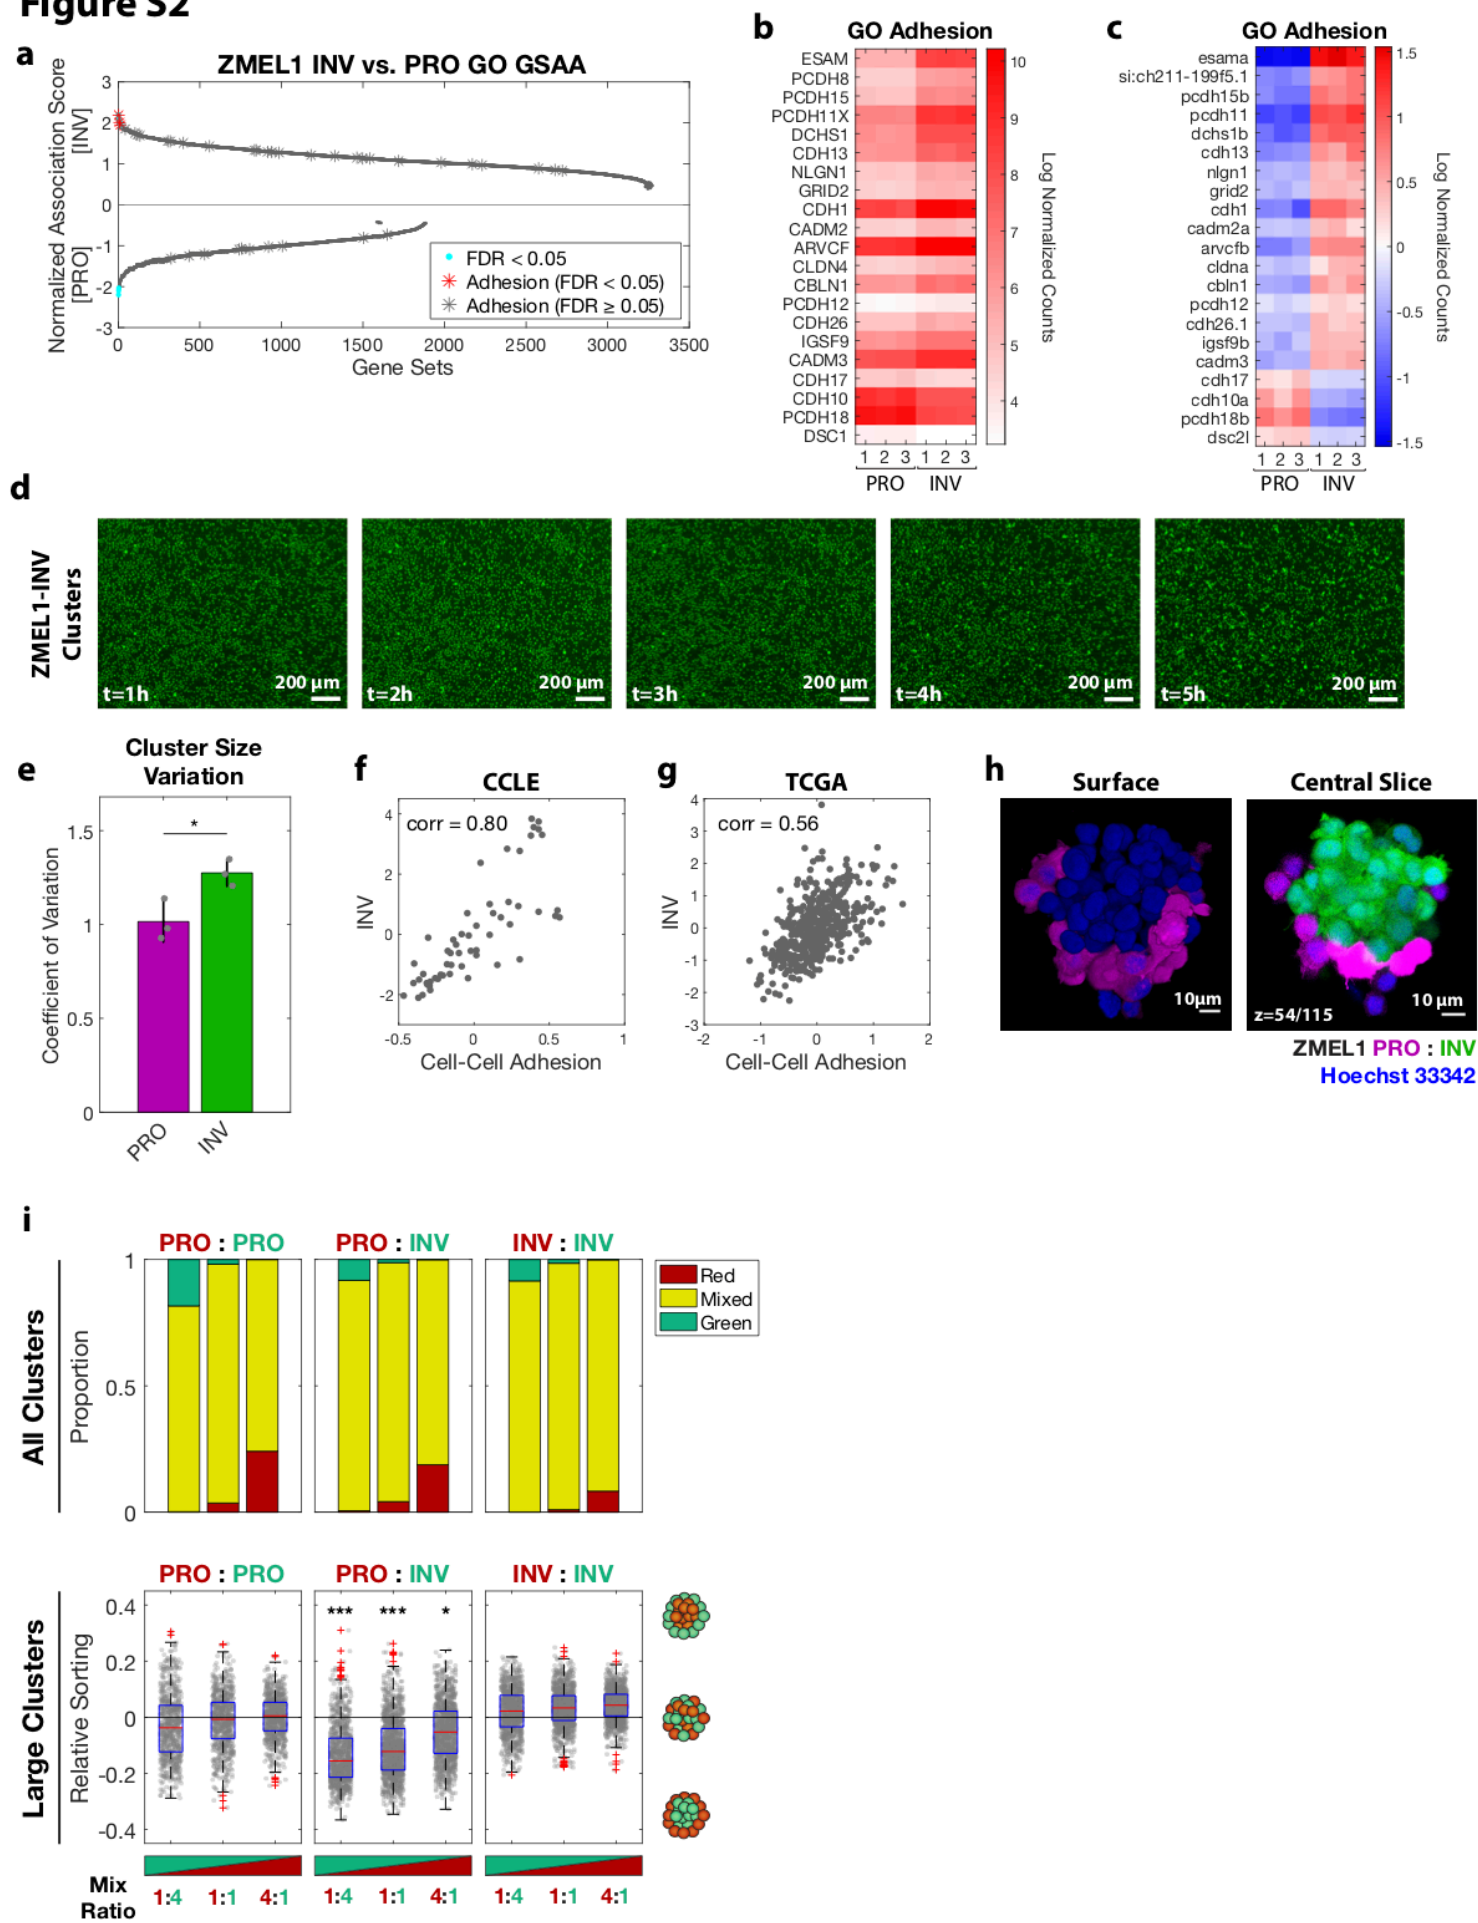 Figure S2
a
ZMEL1 INV vs. PRO GO GSAA
Normalized Association Score
[PRO] [INV]
3
2
1
0
-1
-2
-3
0 500 1000 1500 2000 2500 3000 3500
Gene Sets
FDR < 0.05
Adhesion (FDR < 0.05)
Adhesion (FDR ≥ 0.05)
b
GO Adhesion
ESAM
PCDH8
PCDH15
PCDH11X
DCHS1
CDH13
NLGN1
GRID2
CDH1
CADM2
ARVCF
CLDN4
CBLN1
PCDH12
CDH26
IGSF9
CADM3
CDH17
CDH10
PCDH18
DSC1
1 2 3 1 2 3
PRO INV
10
9
8
7
6
5
4
Log Normalized Counts
c
GO Adhesion
esama
si:ch211-199f5.1
pcdh15b
pcdh11
dchs1b
cdh13
nlgn1
grid2
cdh1
cadm2a
arvcfb
cldna
cbln1
pcdh12
cdh26.1
igsf9b
cadm3
cdh17
cdh10a
pcdh18b
dsc2l
1 2 3 1 2 3
PRO INV
1.5
1
0.5
0
-0.5
-1
-1.5
Log Normalized Counts
d
ZMEL1-INV
Clusters
t=1h 200 µm
t=2h 200 µm
t=3h 200 µm
t=4h 200 µm
t=5h 200 µm
e
Cluster Size
Variation
Coefficient of Variation
1.5
1
0.5
0
*
PRO INV
f
CCLE
corr = 0.80
INV
4
2
0
-2
-0.5 0 0.5 1
Cell-Cell Adhesion
g
TCGA
corr = 0.56
INV
4
3
2
1
0
-1
-2
-3
-2 -1 0 1 2
Cell-Cell Adhesion
h
Surface
10µm
Central Slice
z=54/115
10 µm
ZMEL1 PRO : INV
Hoechst 33342
i
All Clusters
Proportion
PRO : PRO PRO : INV INV : INV
1
0.5
0
Red
Mixed
Green
Large Clusters
Relative Sorting
PRO : PRO PRO : INV INV : INV
0.4
0.2
0
-0.2
-0.4
*** *** *
Mix
Ratio
1:4 1:1 4:1 1:4 1:1 4:1 1:4 1:1 4:1